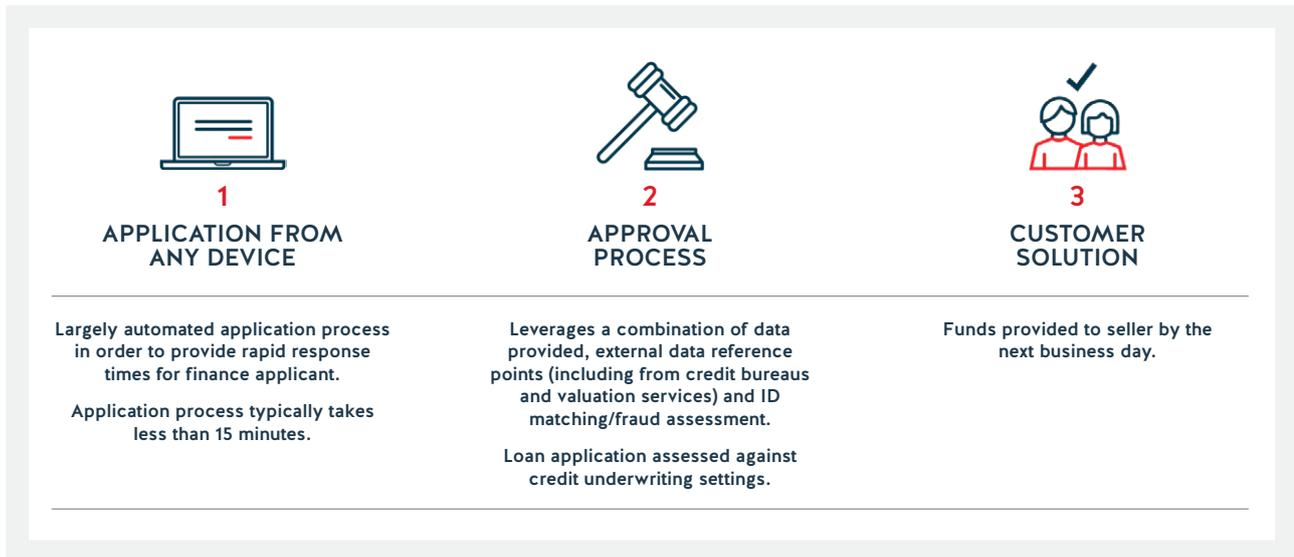 1
APPLICATION FROM
ANY DEVICE
Largely automated application process
in order to provide rapid response
times for finance applicant.
Application process typically takes
less than 15 minutes.
2
APPROVAL
PROCESS
Leverages a combination of data
provided, external data reference
points (including from credit bureaus
and valuation services) and ID
matching/fraud assessment.
Loan application assessed against
credit underwriting settings.
3
CUSTOMER
SOLUTION
Funds provided to seller by the
next business day.